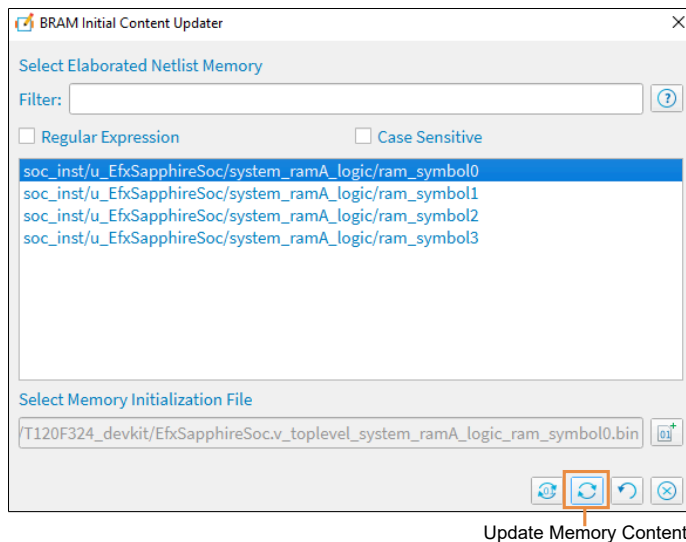 BRAM Initial Content Updater
Select Elaborated Netlist Memory
Filter:
Regular Expression Case Sensitive
soc_inst/u_EfxSapphireSoc/system_ramA_logic/ram_symbol0
soc_inst/u_EfxSapphireSoc/system_ramA_logic/ram_symbol1
soc_inst/u_EfxSapphireSoc/system_ramA_logic/ram_symbol2
soc_inst/u_EfxSapphireSoc/system_ramA_logic/ram_symbol3
Select Memory Initialization File
/T120F324_devkit/EfxSapphireSoc.v_toplevel_system_ramA_logic_ram_symbol0.bin
Update Memory Content